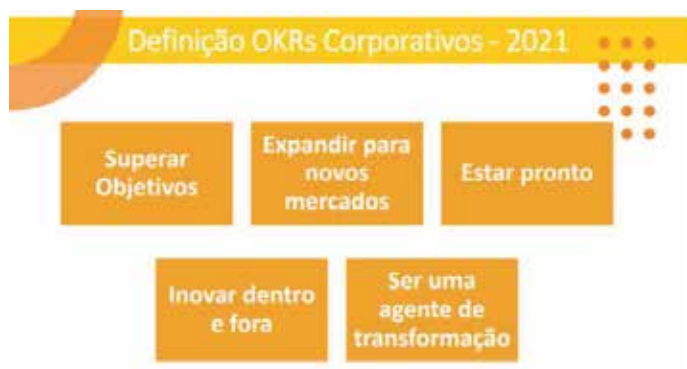 Definição OKRs Corporativos - 2021
Superar
Objetivos
Expandir para
novos
mercados
Estar pronto
Inovar dentro
e fora
Ser uma
agente de
transformação